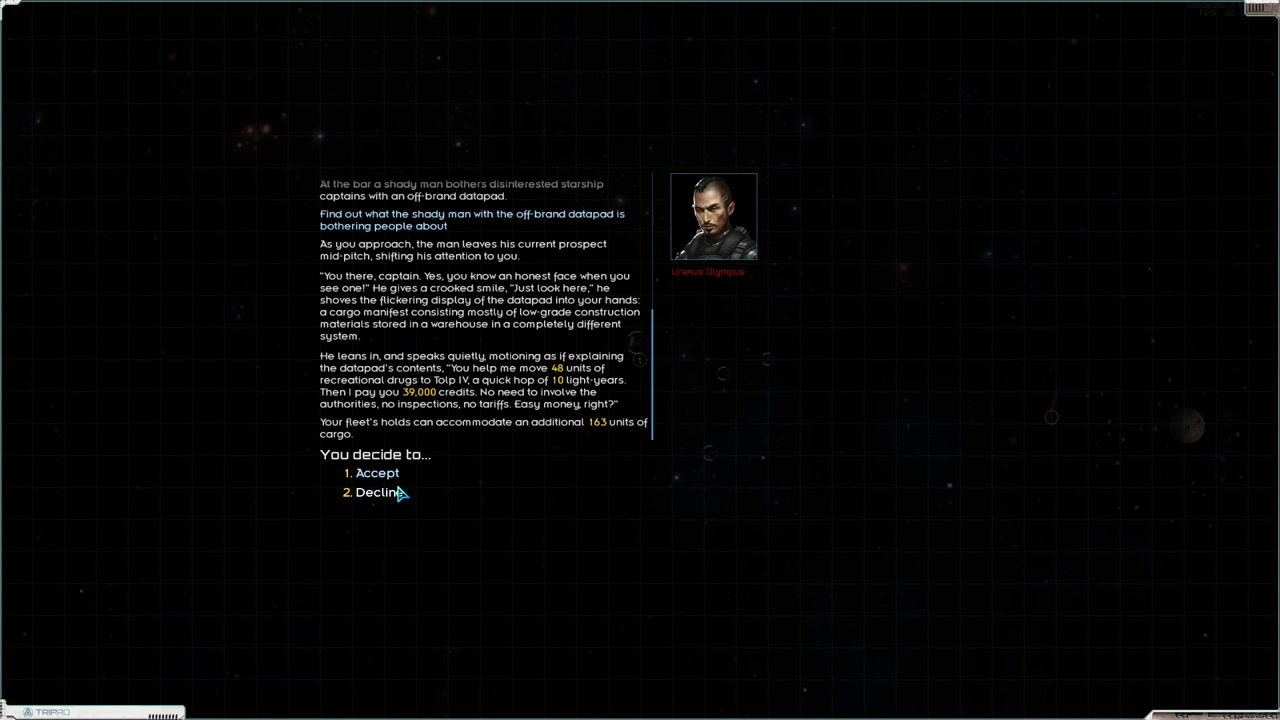 FPS: 60
At the bar a shady man bothers disinterested starship
captains with an off-brand datapad.
Find out what the shady man with the off-brand datapad is
bothering people about
As you approach, the man leaves his current prospect
mid-pitch, shifting his attention to you.
"You there, captain. Yes, you know an honest face when you
see one!" He gives a crooked smile, "Just look here," he
shoves the flickering display of the datapad into your hands:
a cargo manifest consisting mostly of low-grade construction
materials stored in a warehouse in a completely different
system.
He leans in, and speaks quietly, motioning as if explaining
the datapad's contents, "You help me move 48 units of
recreational drugs to Tolp IV, a quick hop of 10 light-years.
Then I pay you 39,000 credits. No need to involve the
authorities, no inspections, no tariffs. Easy money, right?"
Your fleet's holds can accommodate an additional 163 units of
cargo.
Uranus Olympus
You decide to...
1. Accept
2. Decline
TRIPAD